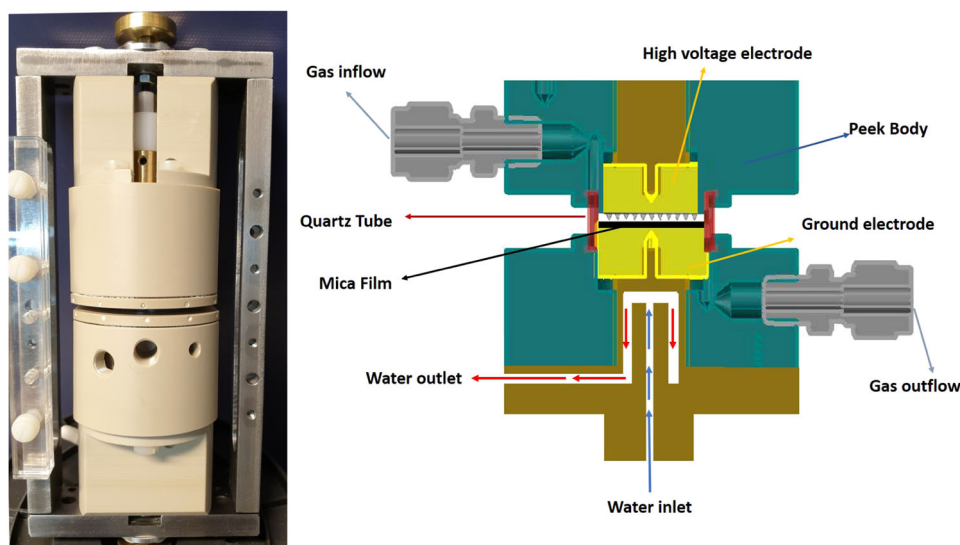 High voltage electrode
Gas inflow
Peek Body
Quartz Tube
Ground electrode
Mica Film
Water outlet
Gas outflow
Water inlet